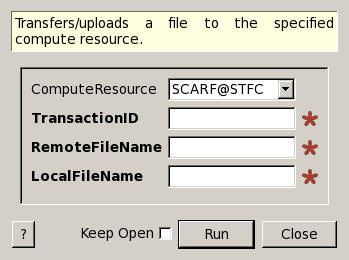 Transfers/uploads a file to the specified
compute resource.
ComputeResource SCARF@STFC
TransactionID
RemoteFileName
LocalFileName
? Keep Open Run Close